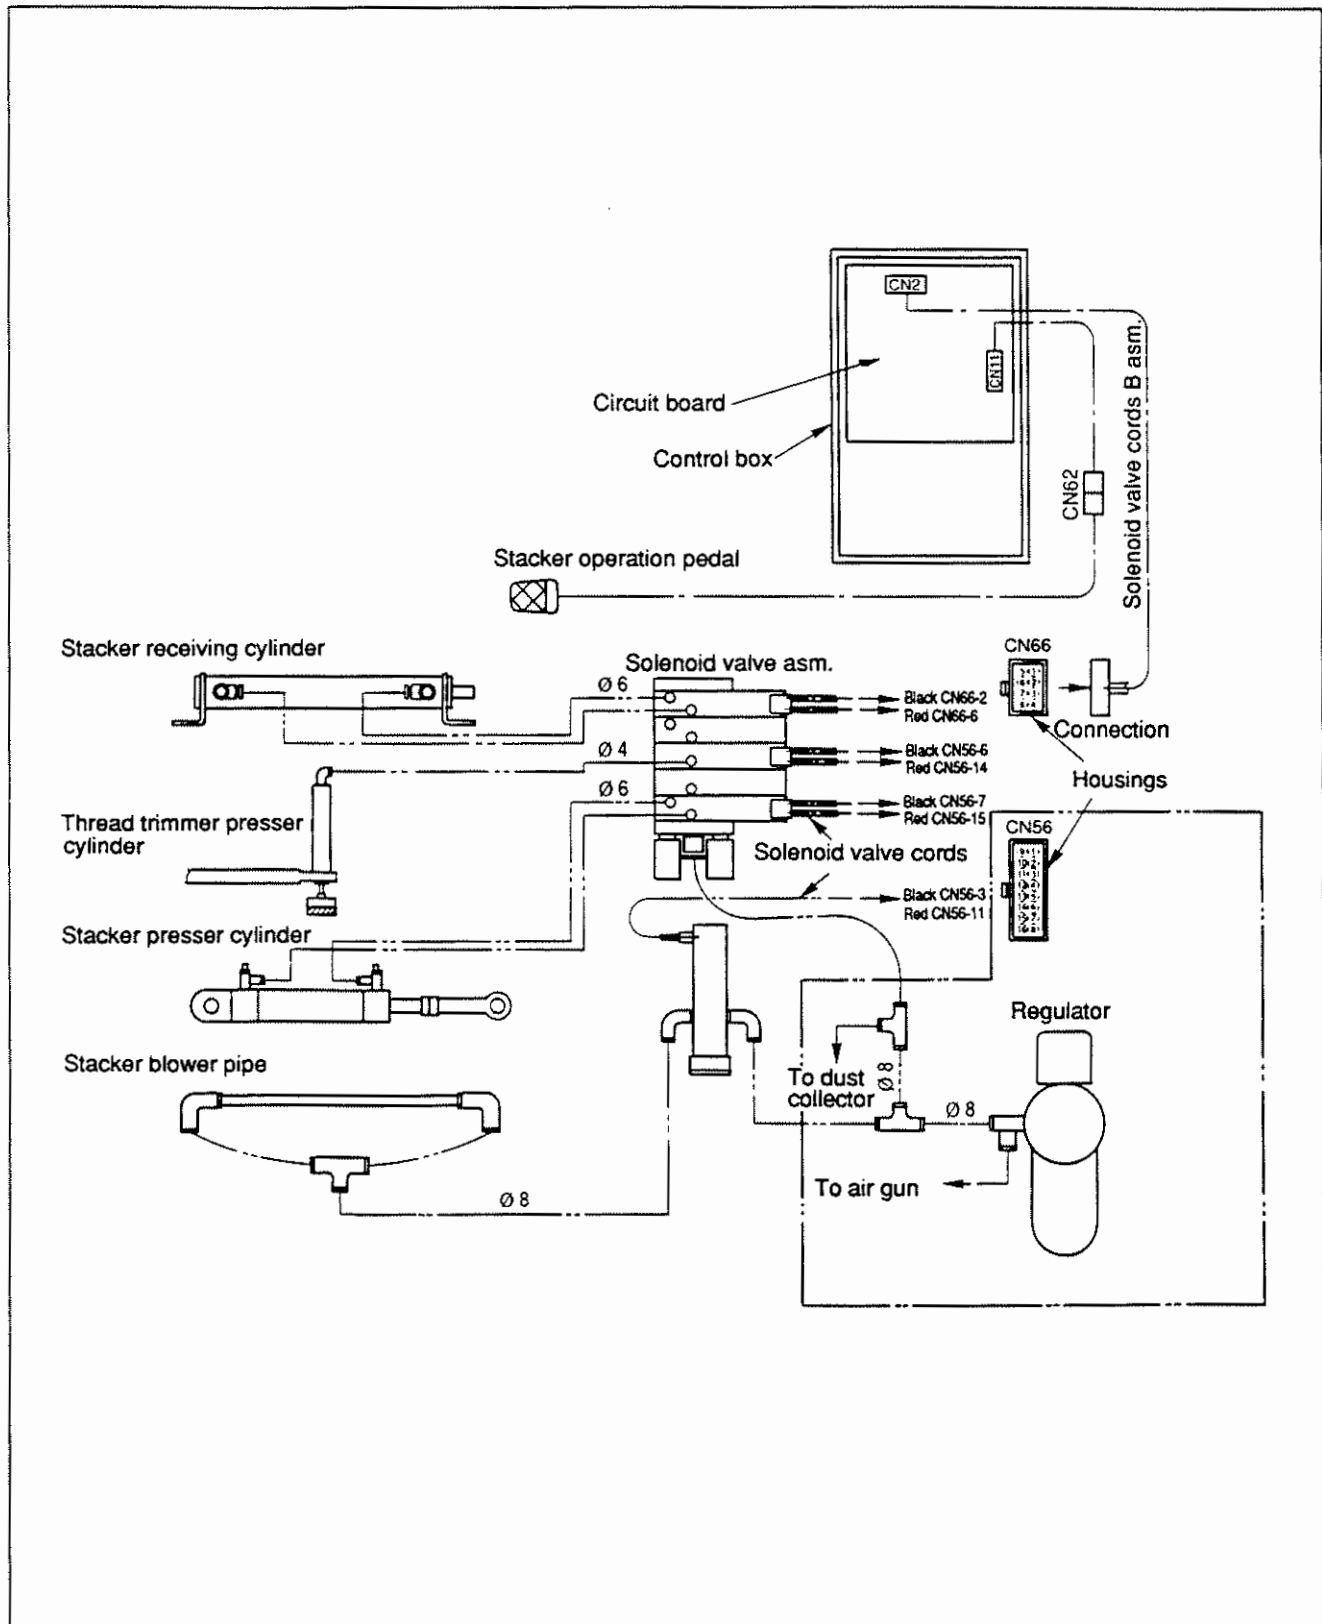 CN2
CN11
Circuit board
Control box
CN62
Solenoid valve cords B asm.
Stacker operation pedal
Stacker receiving cylinder
Solenoid valve asm.
CN66
Ø 6
Black CN66-2
Red CN66-6
Connection
Ø 4
Black CN56-6
Red CN56-14
Housings
Ø 6
Black CN56-7
Red CN56-15
Thread trimmer presser
cylinder
CN56
Solenoid valve cords
Black CN56-3
Red CN56-11
Stacker presser cylinder
Regulator
Stacker blower pipe
To dust
collector
Ø 8
Ø 8
To air gun
Ø 8